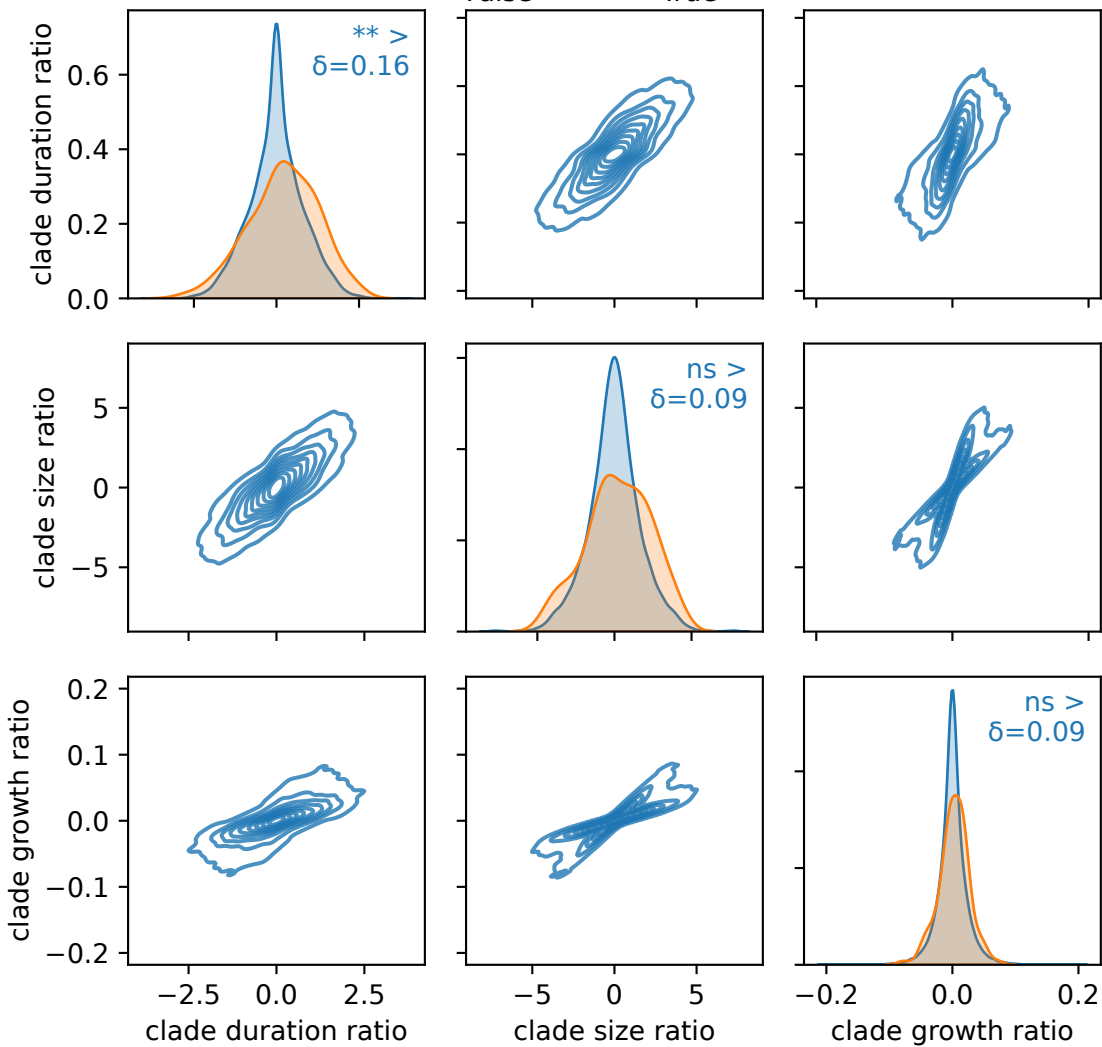 ** >
δ=0.16
clade duration ratio
0.6
0.4
0.2
0.0
ns >
δ=0.09
clade size ratio
5
0
−5
ns >
δ=0.09
clade growth ratio
0.2
0.1
0.0
−0.1
−0.2
−2.5 0.0 2.5 −5 0 5 −0.2 0.0 0.2
clade duration ratio clade size ratio clade growth ratio